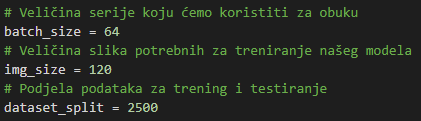 # Veličina serije koju ćemo koristiti za obuku
batch_size = 64
# Veličina slika potrebnih za treniranje našeg modela
img_size = 120
# Podjela podataka za trening i testiranje
dataset_split = 2500